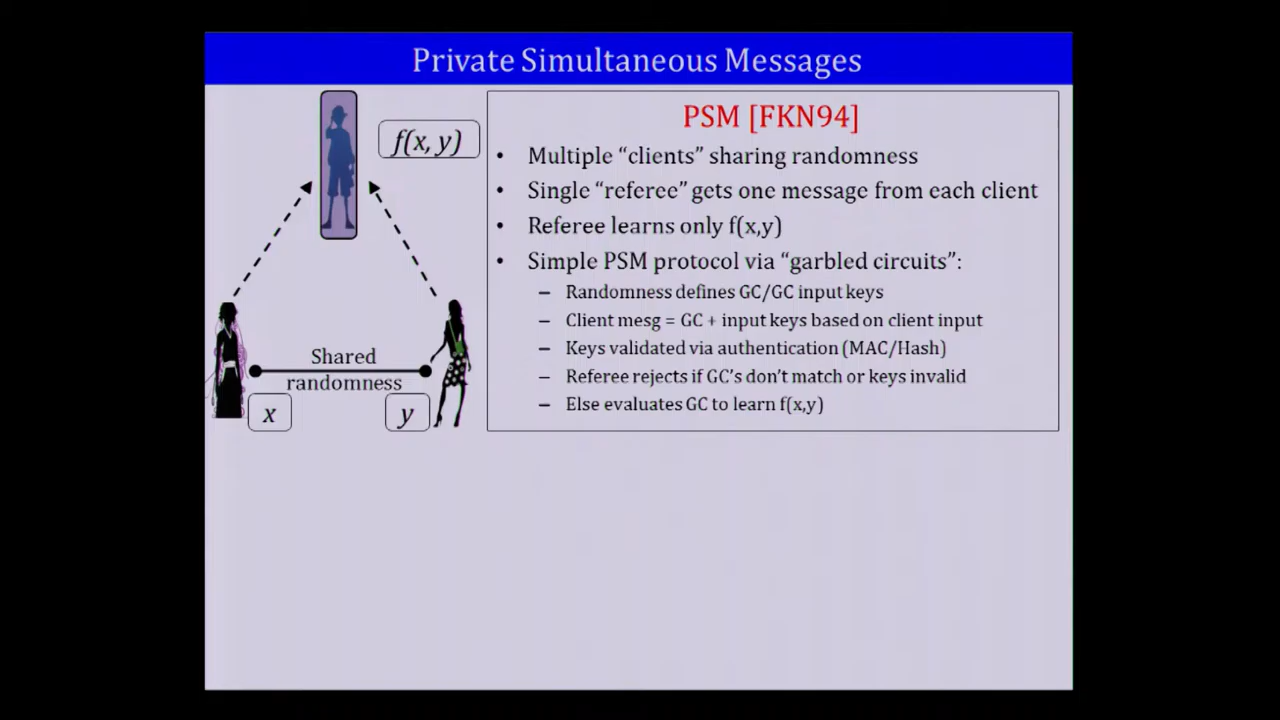 Private Simultaneous Messages
f(x, y)
Shared
randomness
x
y
PSM [FKN94]
• Multiple “clients” sharing randomness
• Single “referee” gets one message from each client
• Referee learns only f(x,y)
• Simple PSM protocol via “garbled circuits”:
– Randomness defines GC/GC input keys
– Client mesg = GC + input keys based on client input
– Keys validated via authentication (MAC/Hash)
– Referee rejects if GC’s don’t match or keys invalid
– Else evaluates GC to learn f(x,y)